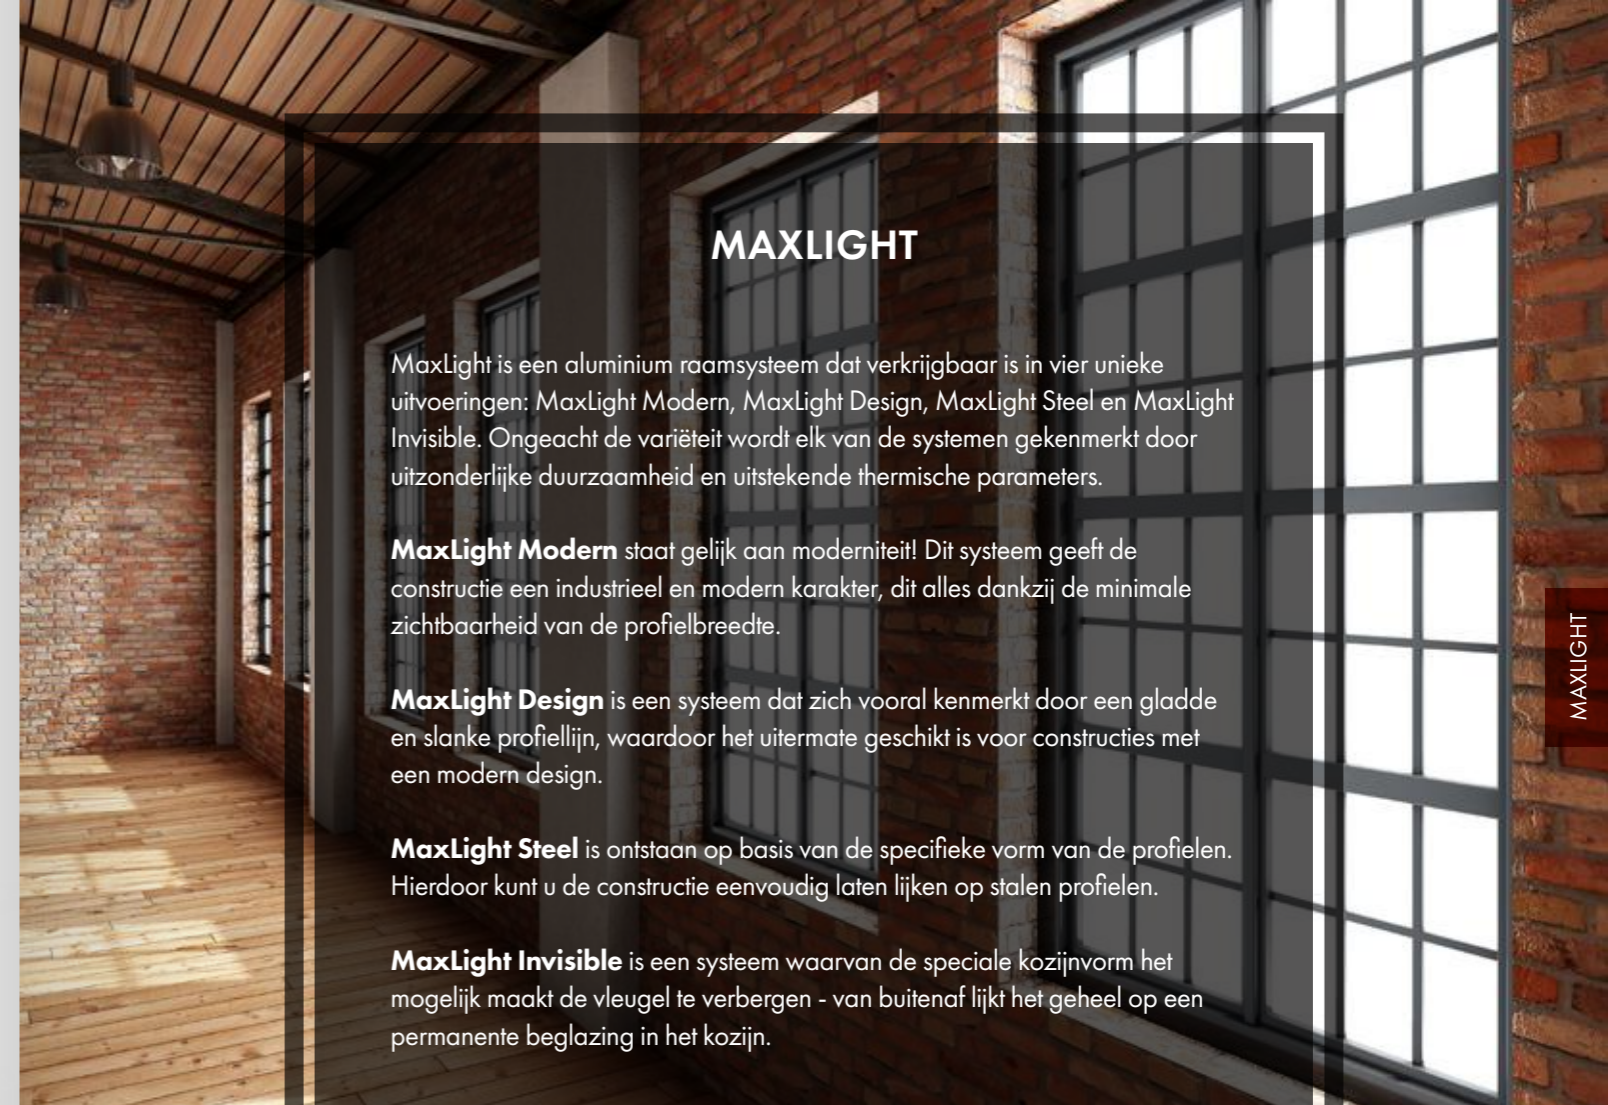 MAXLIGHT
MaxLight is een aluminium raamsysteem dat verkrijgbaar is in vier unieke
uitvoeringen: MaxLight Modern, MaxLight Design, MaxLight Steel en MaxLight
Invisible. Ongeacht de variëteit wordt elk van de systemen gekenmerkt door
uitzonderlijke duurzaamheid en uitstekende thermische parameters.
MaxLight Modern staat gelijk aan moderniteit! Dit systeem geeft de
constructie een industrieel en modern karakter, dit alles dankzij de minimale
zichtbaarheid van de profielbreedte.
MaxLight Design is een systeem dat zich vooral kenmerkt door een gladde
en slanke profiellijn, waardoor het uitermate geschikt is voor constructies met
een modern design.
MaxLight Steel is ontstaan op basis van de specifieke vorm van de profielen.
Hierdoor kunt u de constructie eenvoudig laten lijken op stalen profielen.
MaxLight Invisible is een systeem waarvan de speciale kozijnvorm het
mogelijk maakt de vleugel te verbergen - van buitenaf lijkt het geheel op een
permanente beglazing in het kozijn.
MAXLIGHT